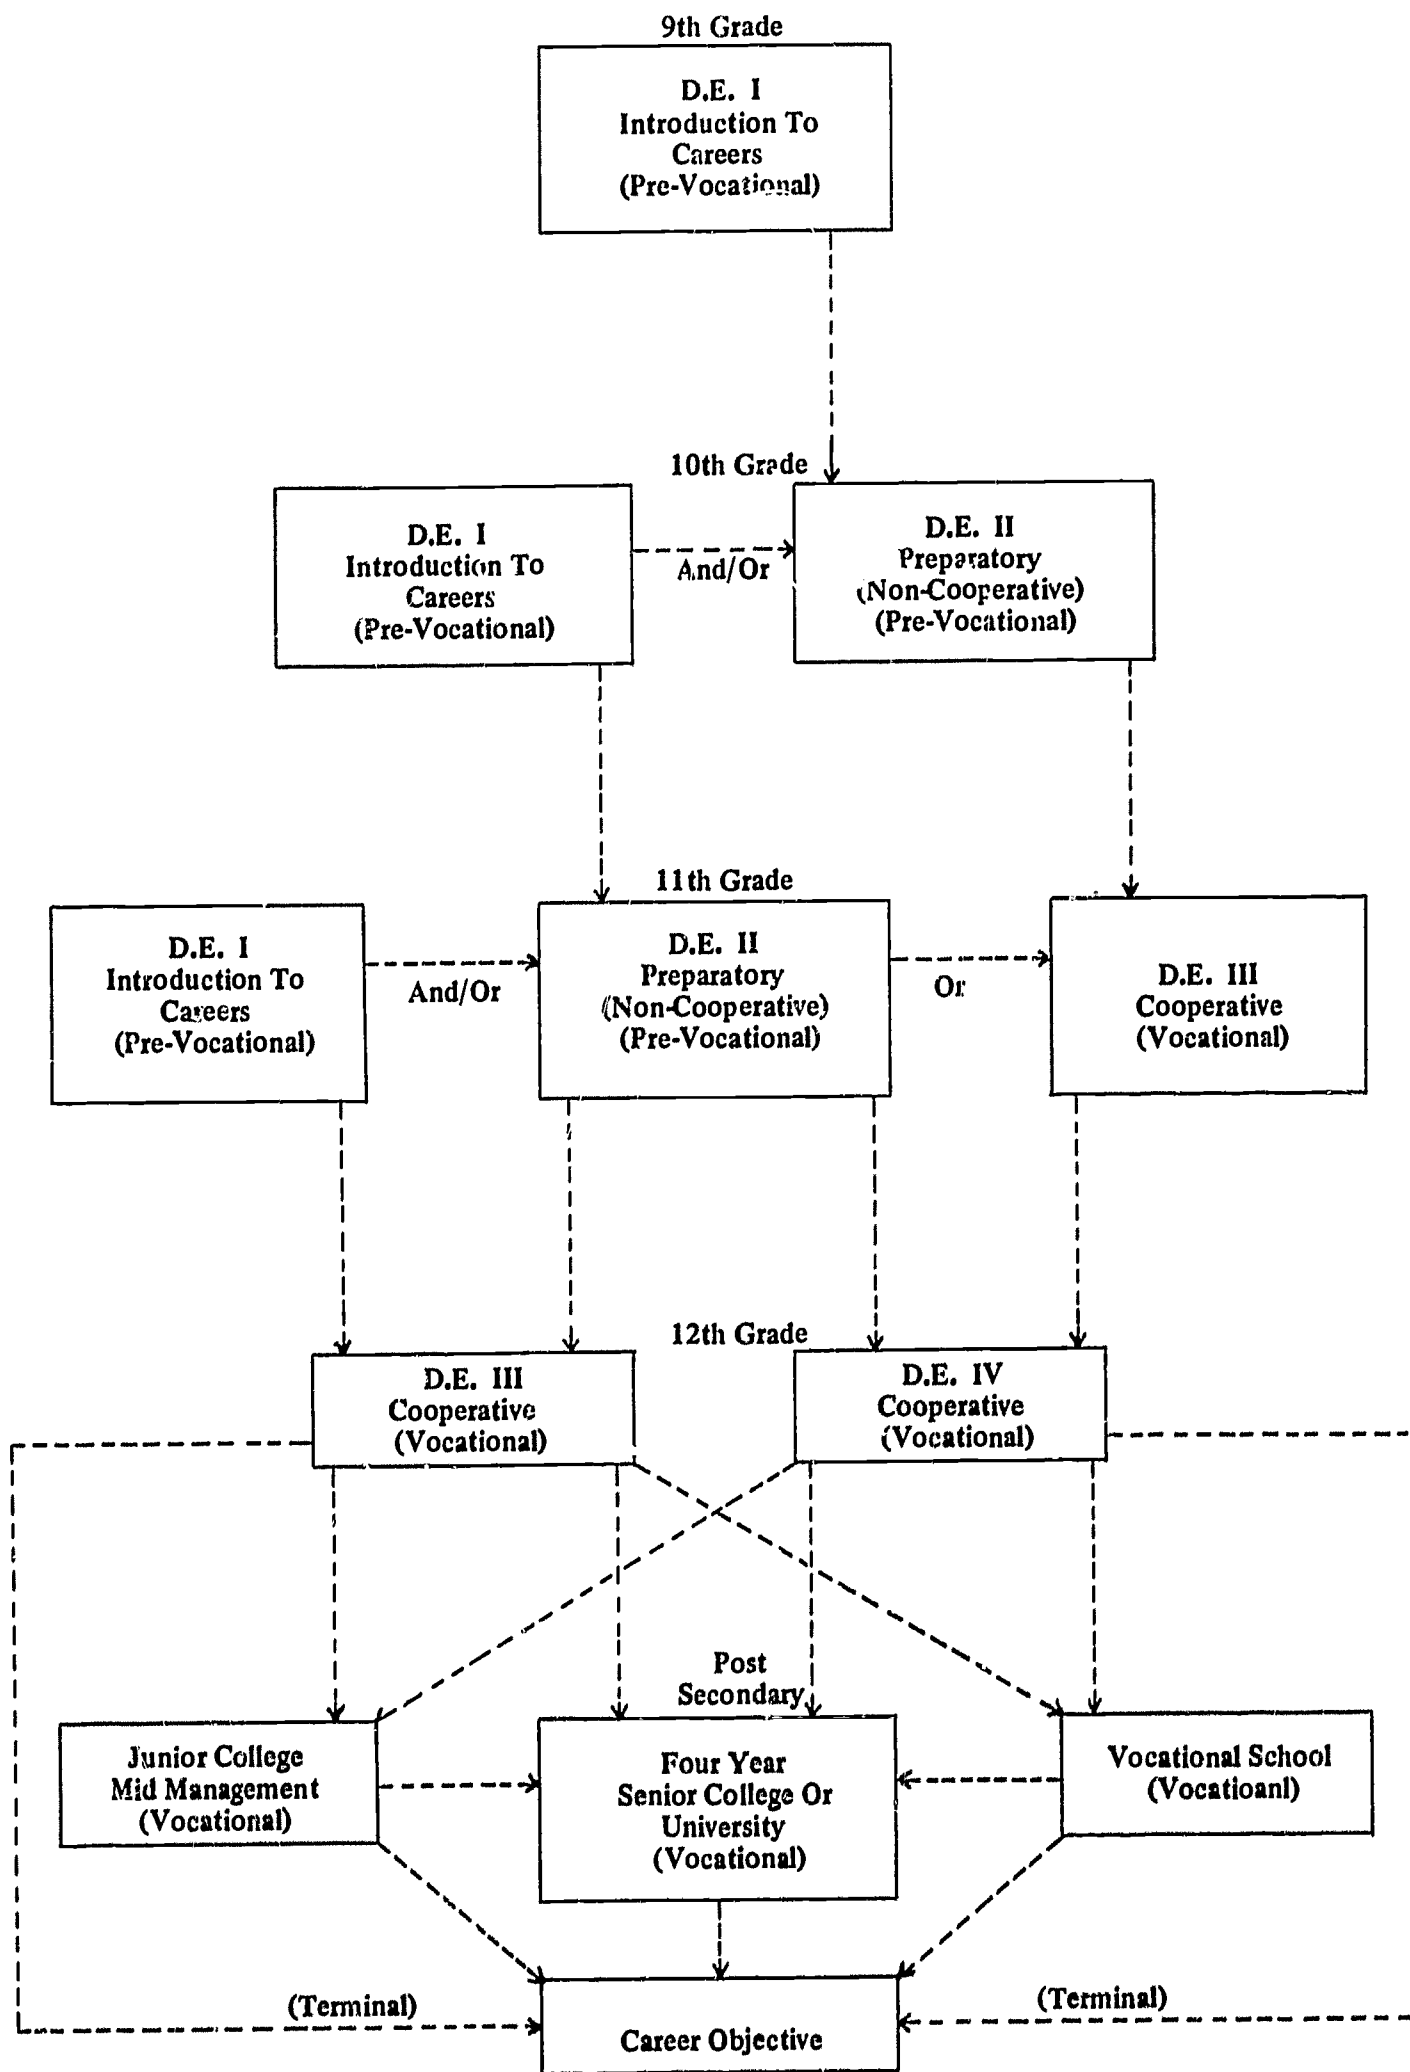 9th Grade
D.E. I
Introduction To
Careers
(Pre-Vocational)
10th Grade
D.E. I
Introduction To
Careers
(Pre-Vocational)
And/Or
D.E. II
Preparatory
(Non-Cooperative)
(Pre-Vocational)
11th Grade
D.E. I
Introduction To
Careers
(Pre-Vocational)
And/Or
D.E. II
Preparatory
(Non-Cooperative)
(Pre-Vocational)
Or
D.E. III
Cooperative
(Vocational)
12th Grade
D.E. III
Cooperative
(Vocational)
D.E. IV
Cooperative
(Vocational)
Post
Secondary
Junior College
Mid Management
(Vocational)
Four Year
Senior College Or
University
(Vocational)
Vocational School
(Vocatioanl)
(Terminal)
Career Objective
(Terminal)